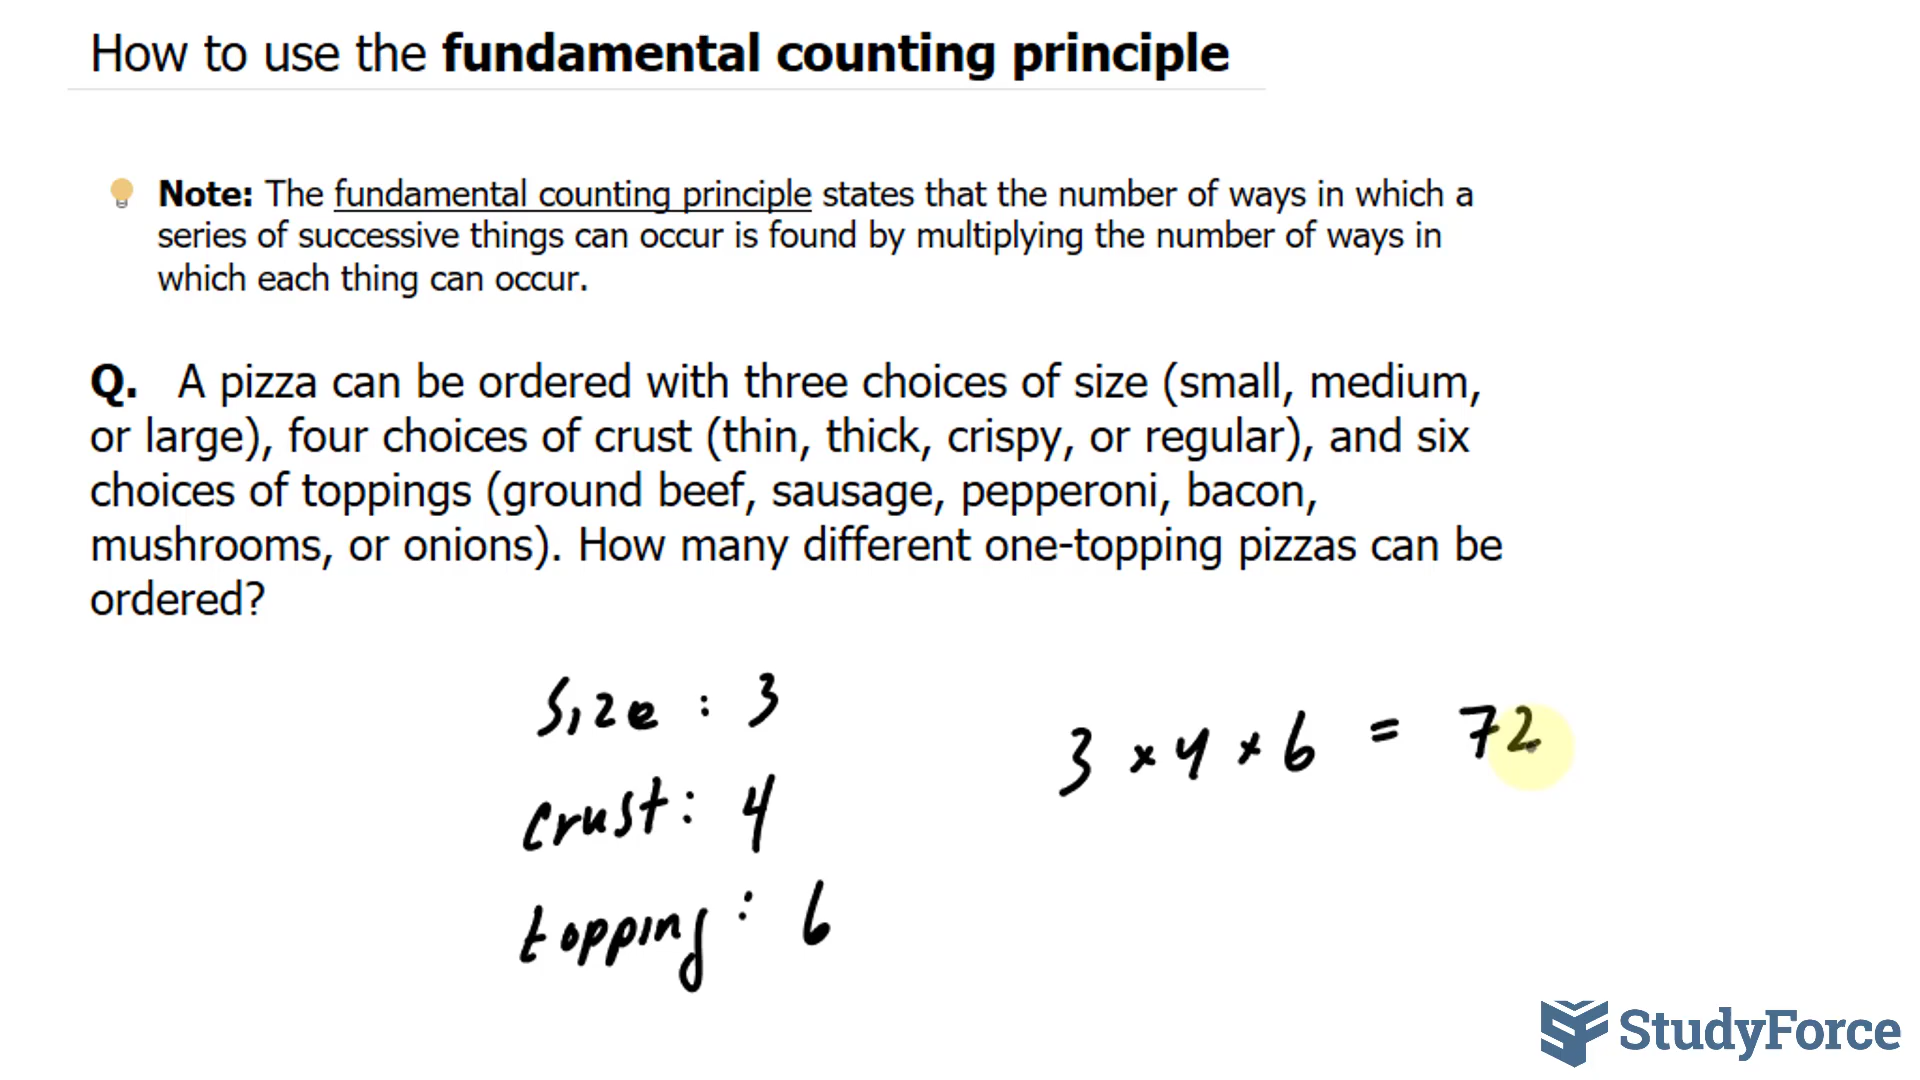 How to use the fundamental counting principle
Note: The fundamental counting principle states that the number of ways in which a
series of successive things can occur is found by multiplying the number of ways in
which each thing can occur.
Q. A pizza can be ordered with three choices of size (small, medium,
or large), four choices of crust (thin, thick, crispy, or regular), and six
choices of toppings (ground beef, sausage, pepperoni, bacon,
mushrooms, or onions). How many different one-topping pizzas can be
ordered?
Size : 3
crust : 4
topping : 6
3 × 4 × 6 = 72
StudyForce